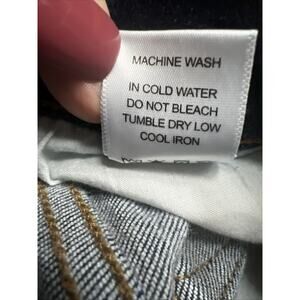 MACHINE WASH
IN COLD WATER
DO NOT BLEACH
TUMBLE DRY LOW
COOL IRON